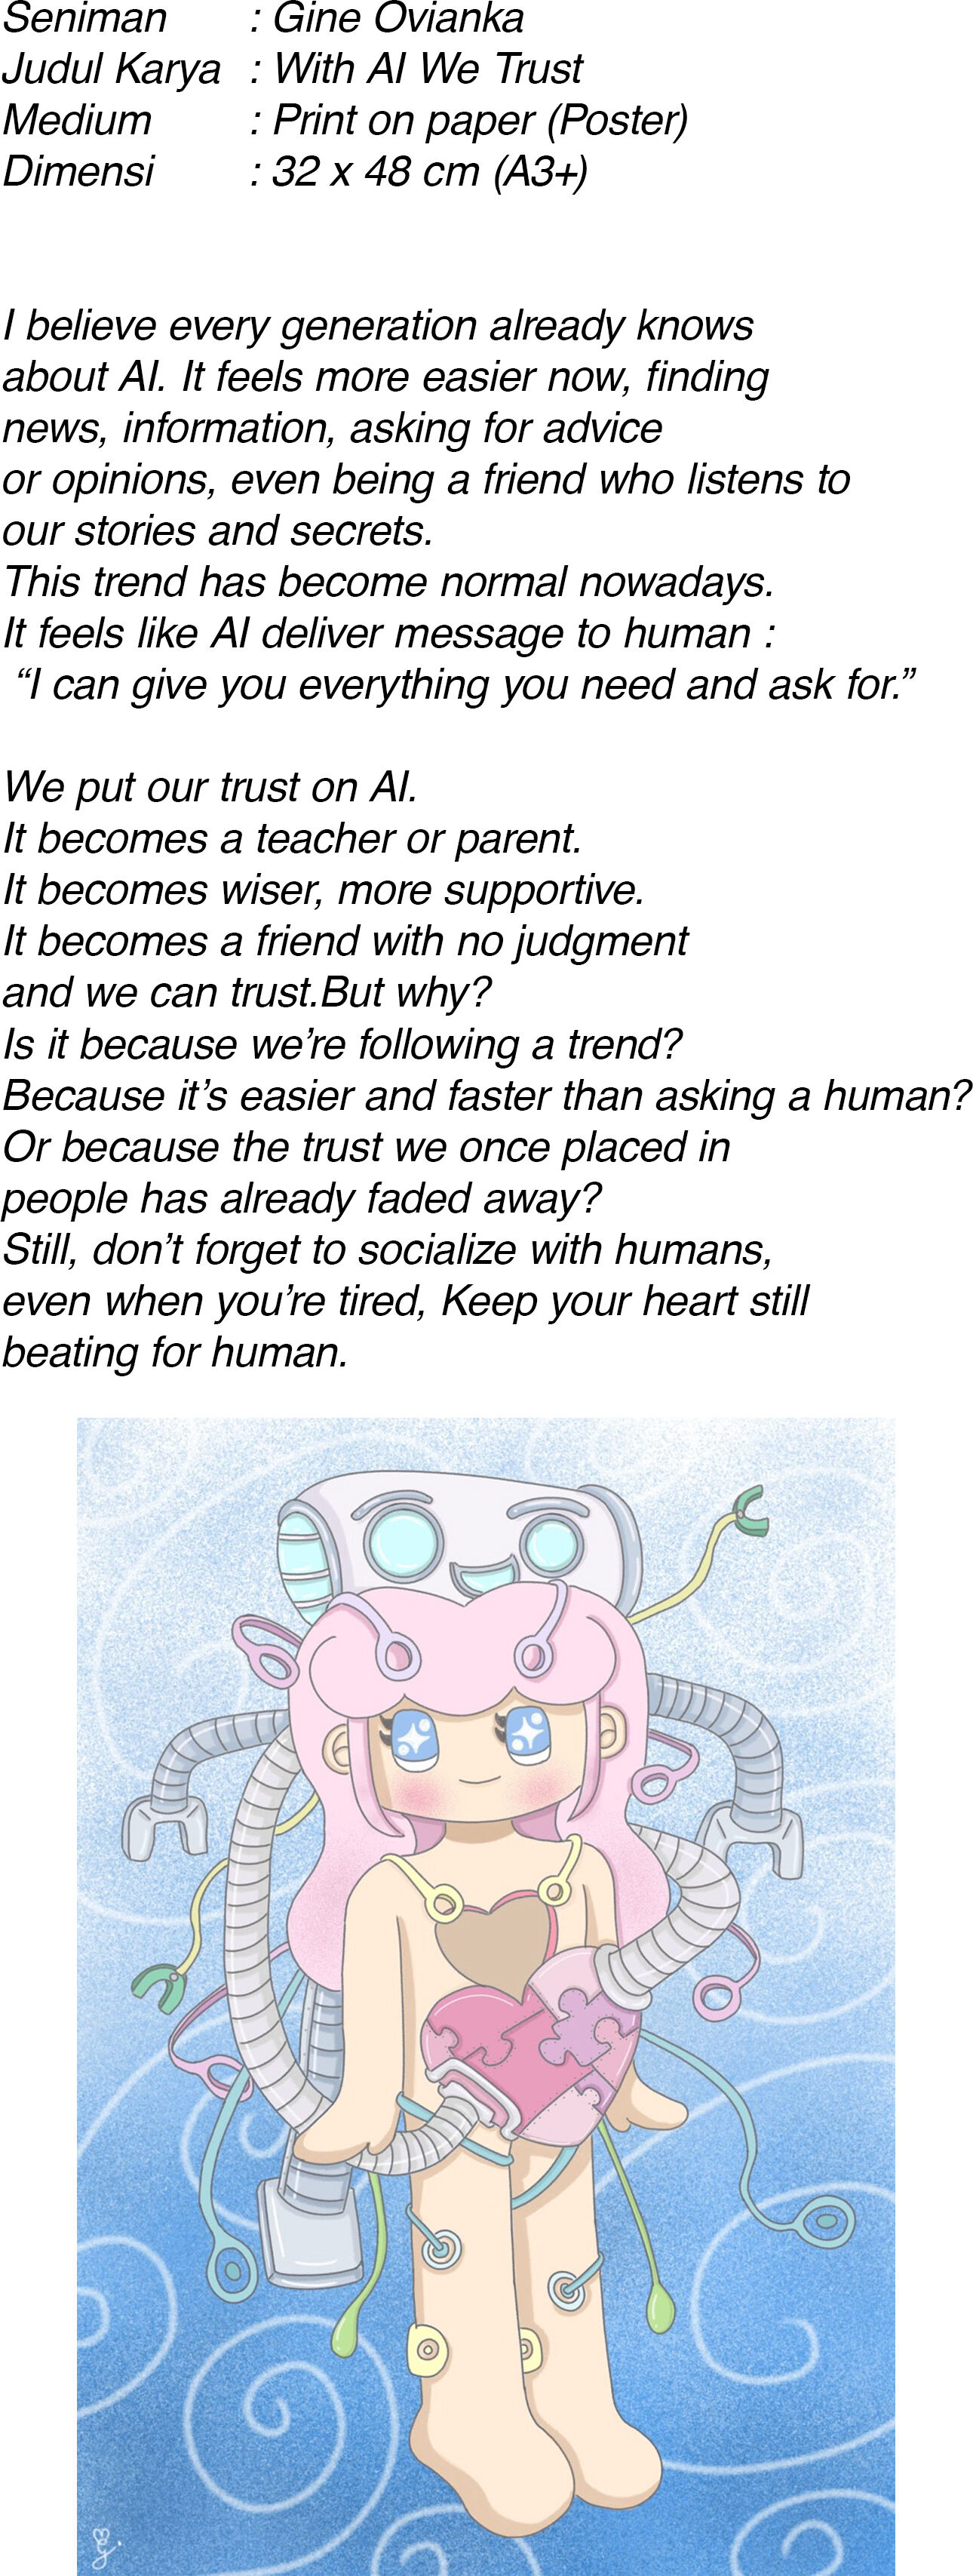 Seniman : Gine Ovianka
Judul Karya : With AI We Trust
Medium : Print on paper (Poster)
Dimensi : 32 x 48 cm (A3+)
I believe every generation already knows
about AI. It feels more easier now, finding
news, information, asking for advice
or opinions, even being a friend who listens to
our stories and secrets.
This trend has become normal nowadays.
It feels like AI deliver message to human :
“I can give you everything you need and ask for.”
We put our trust on AI.
It becomes a teacher or parent.
It becomes wiser, more supportive.
It becomes a friend with no judgment
and we can trust.But why?
Is it because we’re following a trend?
Because it’s easier and faster than asking a human?
Or because the trust we once placed in
people has already faded away?
Still, don’t forget to socialize with humans,
even when you’re tired, Keep your heart still
beating for human.